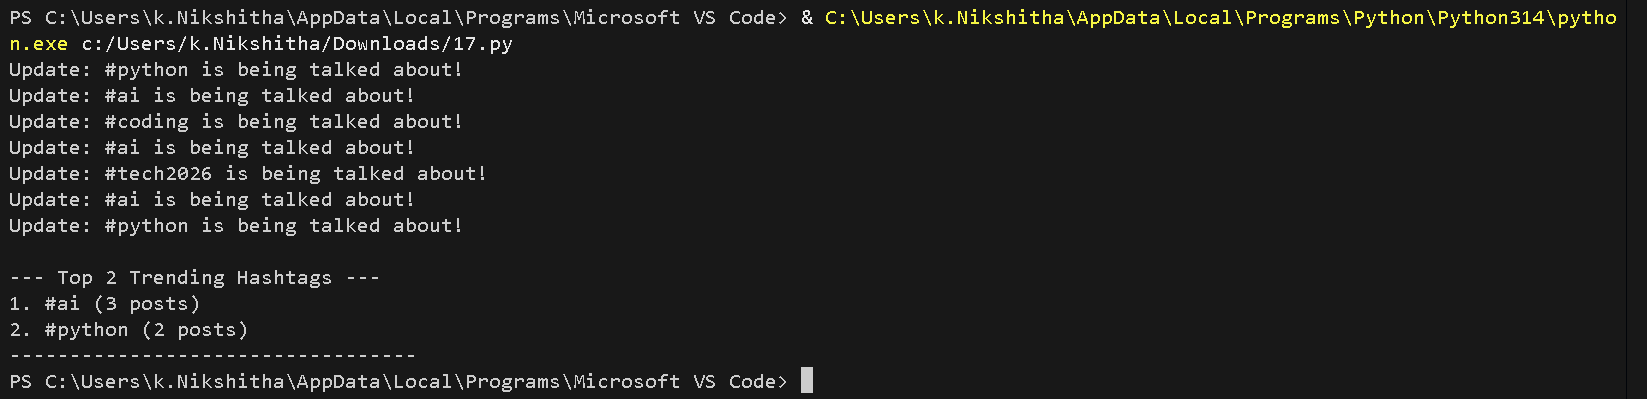 PS C:\Users\k.Nikshitha\AppData\Local\Programs\Microsoft VS Code> & C:\Users\k.Nikshitha\AppData\Local\Programs\Python\Python314\pytho
n.exe c:/Users/k.Nikshitha/Downloads/17.py
Update: #python is being talked about!
Update: #ai is being talked about!
Update: #coding is being talked about!
Update: #ai is being talked about!
Update: #tech2026 is being talked about!
Update: #ai is being talked about!
Update: #python is being talked about!

--- Top 2 Trending Hashtags ---
1. #ai (3 posts)
2. #python (2 posts)
----------------------------------
PS C:\Users\k.Nikshitha\AppData\Local\Programs\Microsoft VS Code>